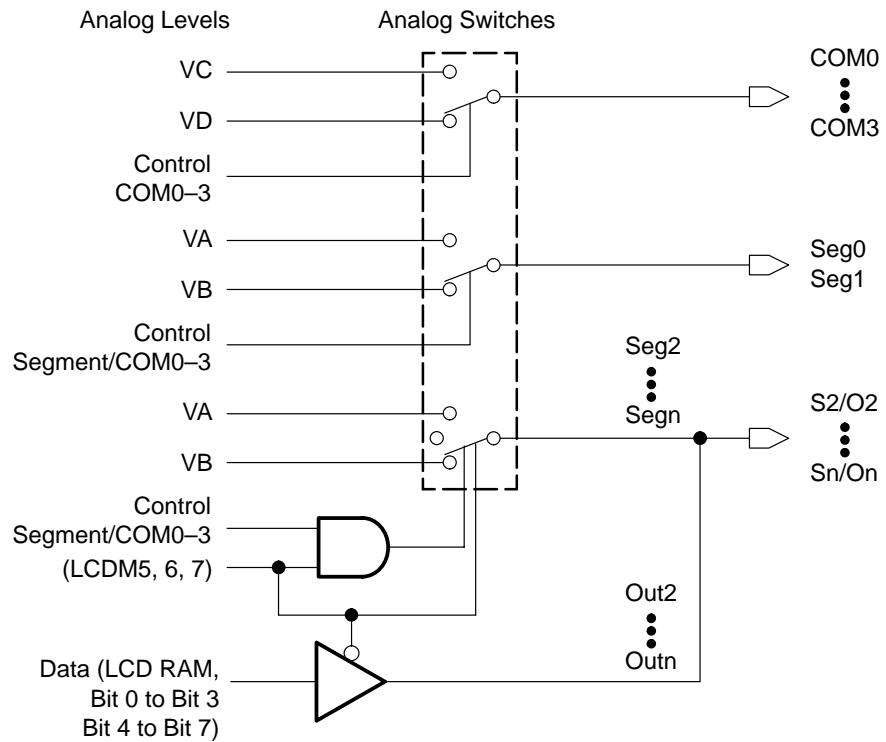 Analog Levels
Analog Switches
VC
VD
Control
COM0–3
VA
VB
Control
Segment/COM0–3
VA
VB
Control
Segment/COM0–3
(LCDM5, 6, 7)
Data (LCD RAM,
Bit 0 to Bit 3
Bit 4 to Bit 7)
COM0
COM3
Seg0
Seg1
Seg2
Segn
S2/O2
Sn/On
Out2
Outn